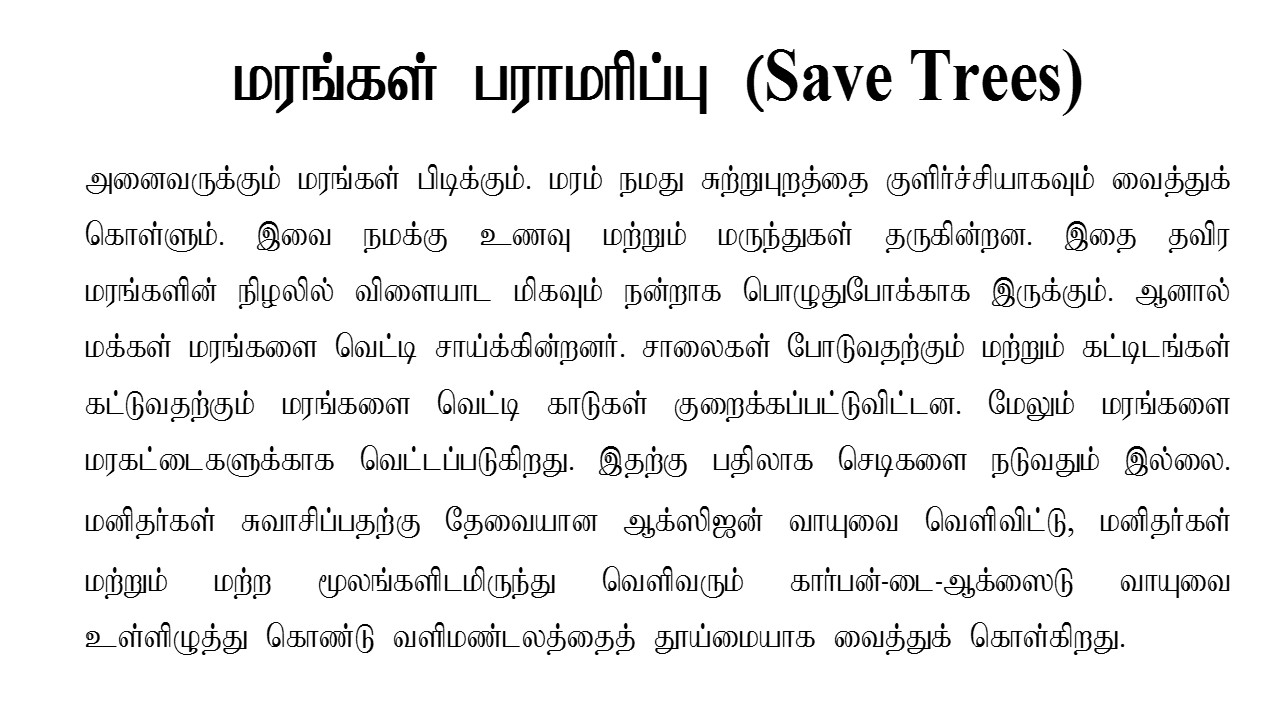 மரங்கள் பராமரிப்பு (Save Trees)
அனைவருக்கும் மரங்கள் பிடிக்கும். மரம் நமது சுற்றுபுறத்தை குளிர்ச்சியாகவும் வைத்துக்
கொள்ளும். இவை நமக்கு உணவு மற்றும் மருந்துகள் தருகின்றன. இதை தவிர
மரங்களின் நிழலில் விளையாட மிகவும் நன்றாக பொழுதுபோக்காக இருக்கும். ஆனால்
மக்கள் மரங்களை வெட்டி சாய்க்கின்றனர். சாலைகள் போடுவதற்கும் மற்றும் கட்டிடங்கள்
கட்டுவதற்கும் மரங்களை வெட்டி காடுகள் குறைக்கப்பட்டுவிட்டன. மேலும் மரங்களை
மரகட்டைகளுக்காக வெட்டப்படுகிறது. இதற்கு பதிலாக செடிகளை நடுவதும் இல்லை.
மனிதர்கள் சுவாசிப்பதற்கு தேவையான ஆக்ஸிஜன் வாயுவை வெளிவிட்டு, மனிதர்கள்
மற்றும் மற்ற மூலங்களிடமிருந்து வெளிவரும் கார்பன்-டை-ஆக்ஸைடு வாயுவை
உள்ளிழுத்து கொண்டு வளிமண்டலத்தைத் தூய்மையாக வைத்துக் கொள்கிறது.